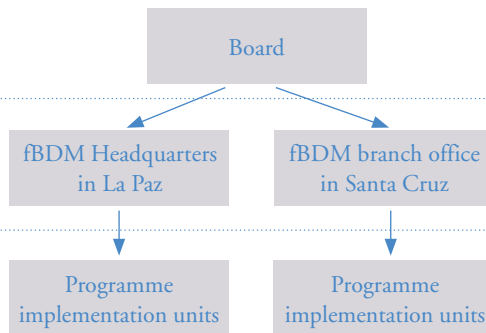 Board
fBDM Headquarters
in La Paz
fBDM branch office
in Santa Cruz
Programme
implementation units
Programme
implementation units